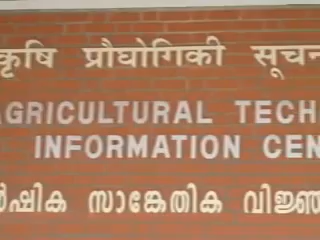 कृषि प्रौघोगिकी सूचन
AGRICULTURAL TECH
INFORMATION CEN
ർഷിക സാങ്കേതിക വിജ്ഞ